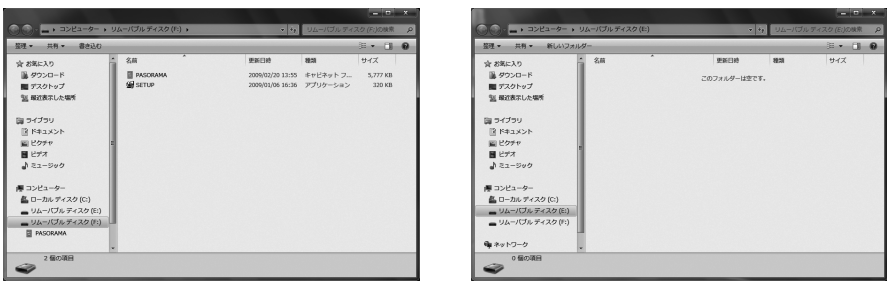 コンピューター ▸ リムーバブル ディスク (F:) ▸
リムーバブル ディスク (F:)の検索
整理 ▼ 共有 ▼ 書き込む
名前 更新日時 種類 サイズ
お気に入り
ダウンロード
デスクトップ
最近表示した場所
PASORAMA 2009/02/20 13:55 キャビネット フ... 5,777 KB
SETUP 2009/01/06 16:36 アプリケーション 320 KB
ライブラリ
ドキュメント
ピクチャ
ビデオ
ミュージック
コンピューター
ローカル ディスク (C:)
リムーバブル ディスク (E:)
リムーバブル ディスク (F:)
PASORAMA
2 個の項目
コンピューター ▸ リムーバブル ディスク (E:)
リムーバブル ディスク (E:)の検索
整理 ▼ 共有 ▼ 新しいフォルダー
名前 更新日時 種類 サイズ
このフォルダーは空です。
お気に入り
ダウンロード
デスクトップ
最近表示した場所
ライブラリ
ドキュメント
ピクチャ
ビデオ
ミュージック
コンピューター
ローカル ディスク (C:)
リムーバブル ディスク (E:)
リムーバブル ディスク (F:)
ネットワーク
0 個の項目